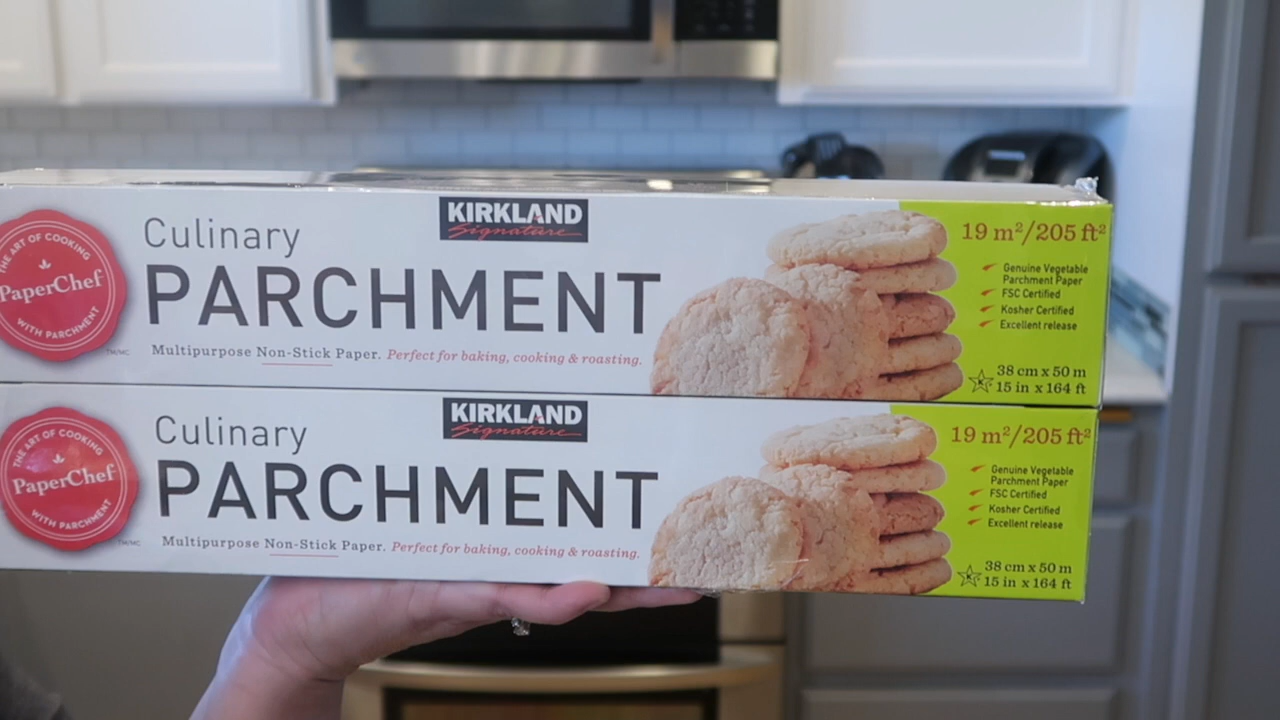 THE ART OF COOKING
PaperChef
WITH PARCHMENT
TM/MC
Culinary
PARCHMENT
Multipurpose Non-Stick Paper. Perfect for baking, cooking & roasting.
KIRKLAND
Signature
19 m²/205 ft²
Genuine Vegetable
Parchment Paper
FSC Certified
Kosher Certified
Excellent release
38 cm x 50 m
15 in x 164 ft
THE ART OF COOKING
PaperChef
WITH PARCHMENT
TM/MC
Culinary
PARCHMENT
Multipurpose Non-Stick Paper. Perfect for baking, cooking & roasting.
KIRKLAND
Signature
19 m²/205 ft²
Genuine Vegetable
Parchment Paper
FSC Certified
Kosher Certified
Excellent release
38 cm x 50 m
15 in x 164 ft